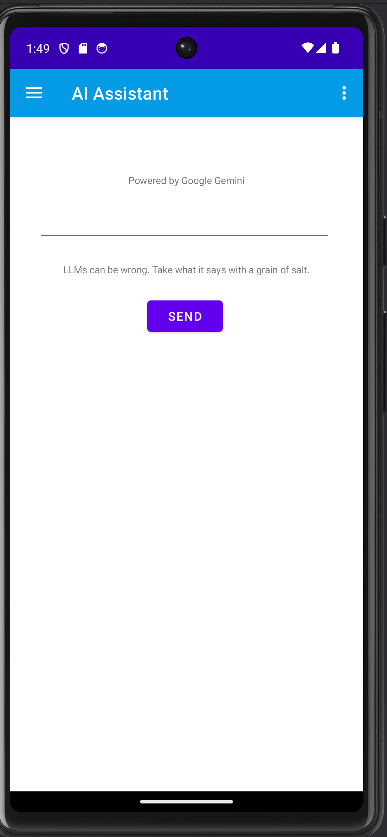 1:49
AI Assistant
Powered by Google Gemini
LLMs can be wrong. Take what it says with a grain of salt.
SEND